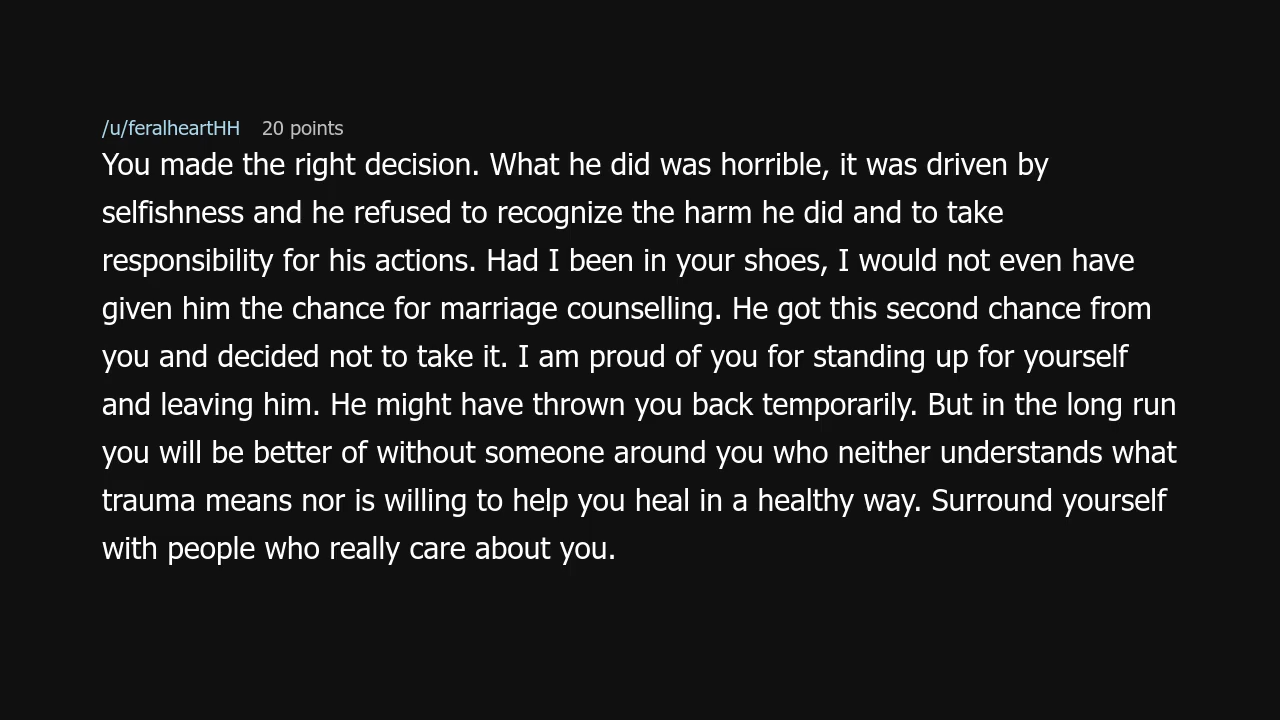 /u/feralheartHH 20 points
You made the right decision. What he did was horrible, it was driven by
selfishness and he refused to recognize the harm he did and to take
responsibility for his actions. Had I been in your shoes, I would not even have
given him the chance for marriage counselling. He got this second chance from
you and decided not to take it. I am proud of you for standing up for yourself
and leaving him. He might have thrown you back temporarily. But in the long run
you will be better of without someone around you who neither understands what
trauma means nor is willing to help you heal in a healthy way. Surround yourself
with people who really care about you.